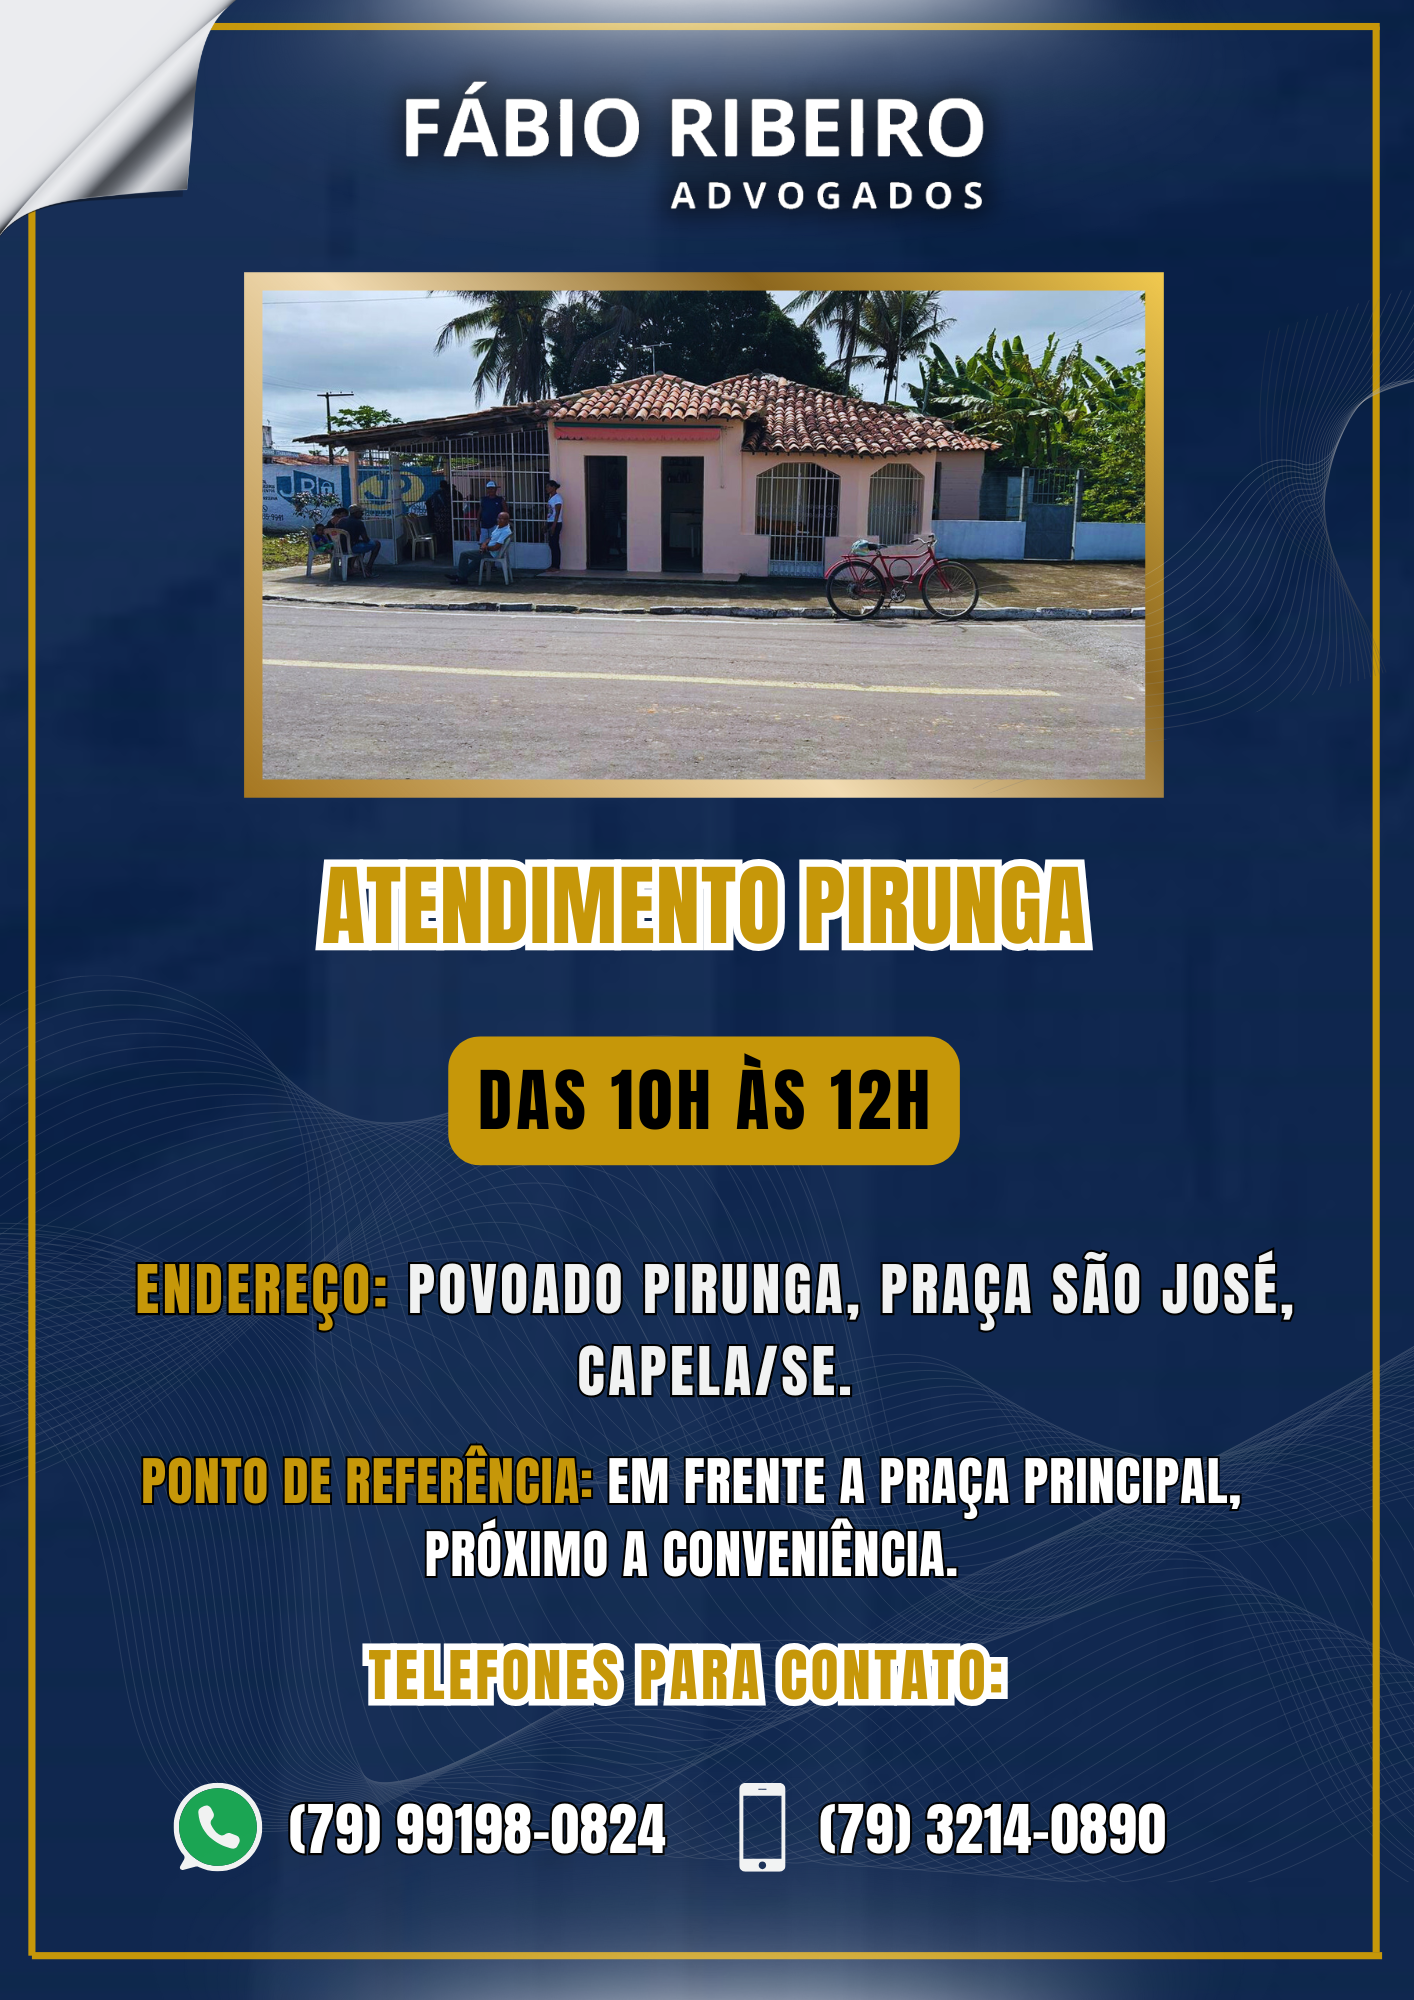 FÁBIO RIBEIRO
ADVOGADOS
JP
ATENDIMENTO PIRUNGA
DAS 10H ÀS 12H
ENDEREÇO: POVOADO PIRUNGA, PRAÇA SÃO JOSÉ,
CAPELA/SE.
PONTO DE REFERÊNCIA: EM FRENTE A PRAÇA PRINCIPAL,
PRÓXIMO A CONVENIÊNCIA.
TELEFONES PARA CONTATO:
(79) 99198-0824
(79) 3214-0890